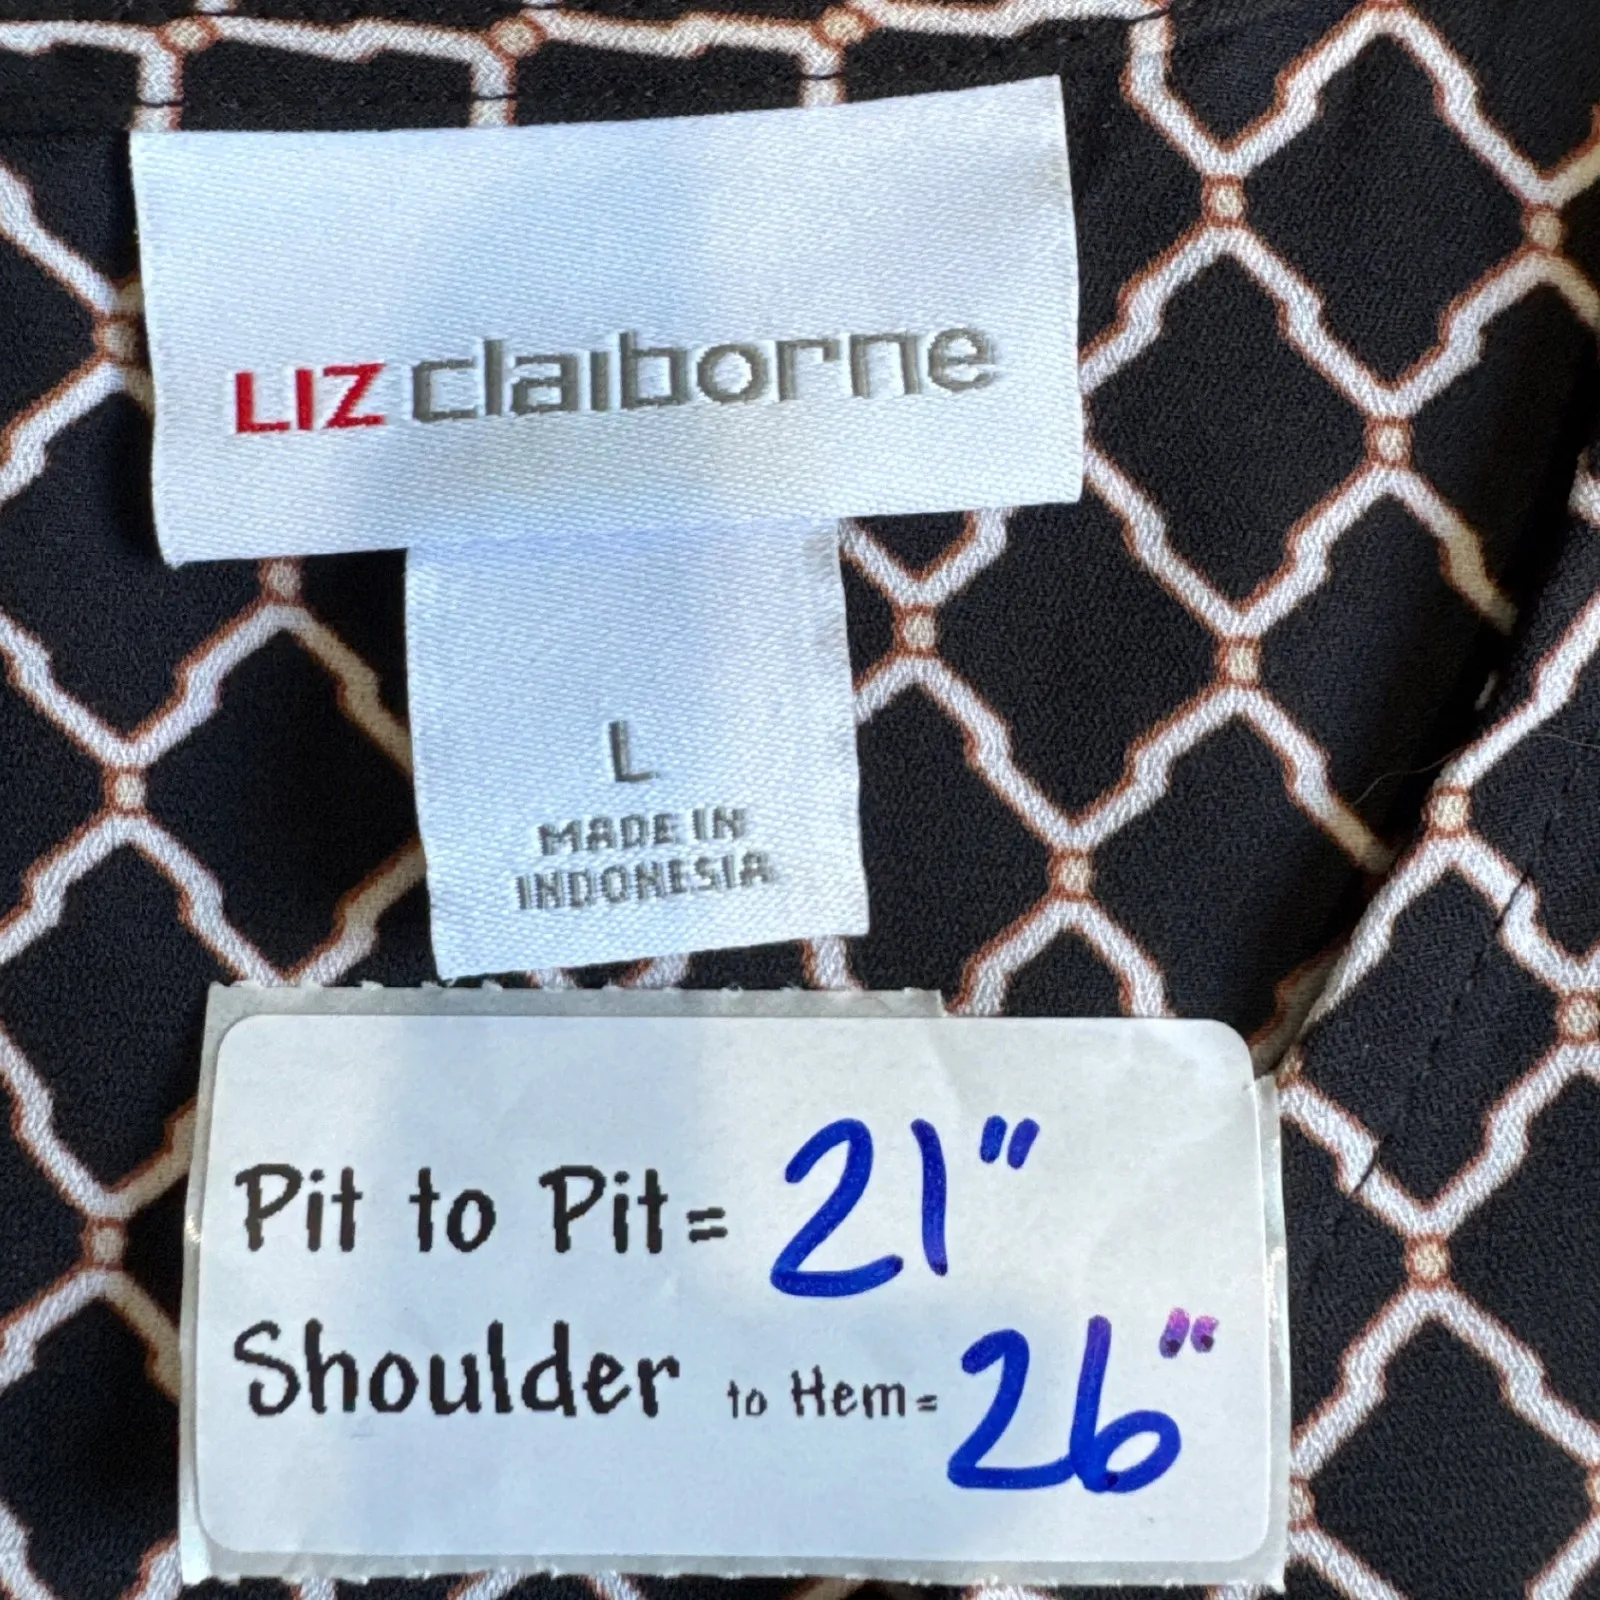 LIZ claiborne
L
MADE IN
INDONESIA
Pit to Pit = 21"
Shoulder to Hem = 26"